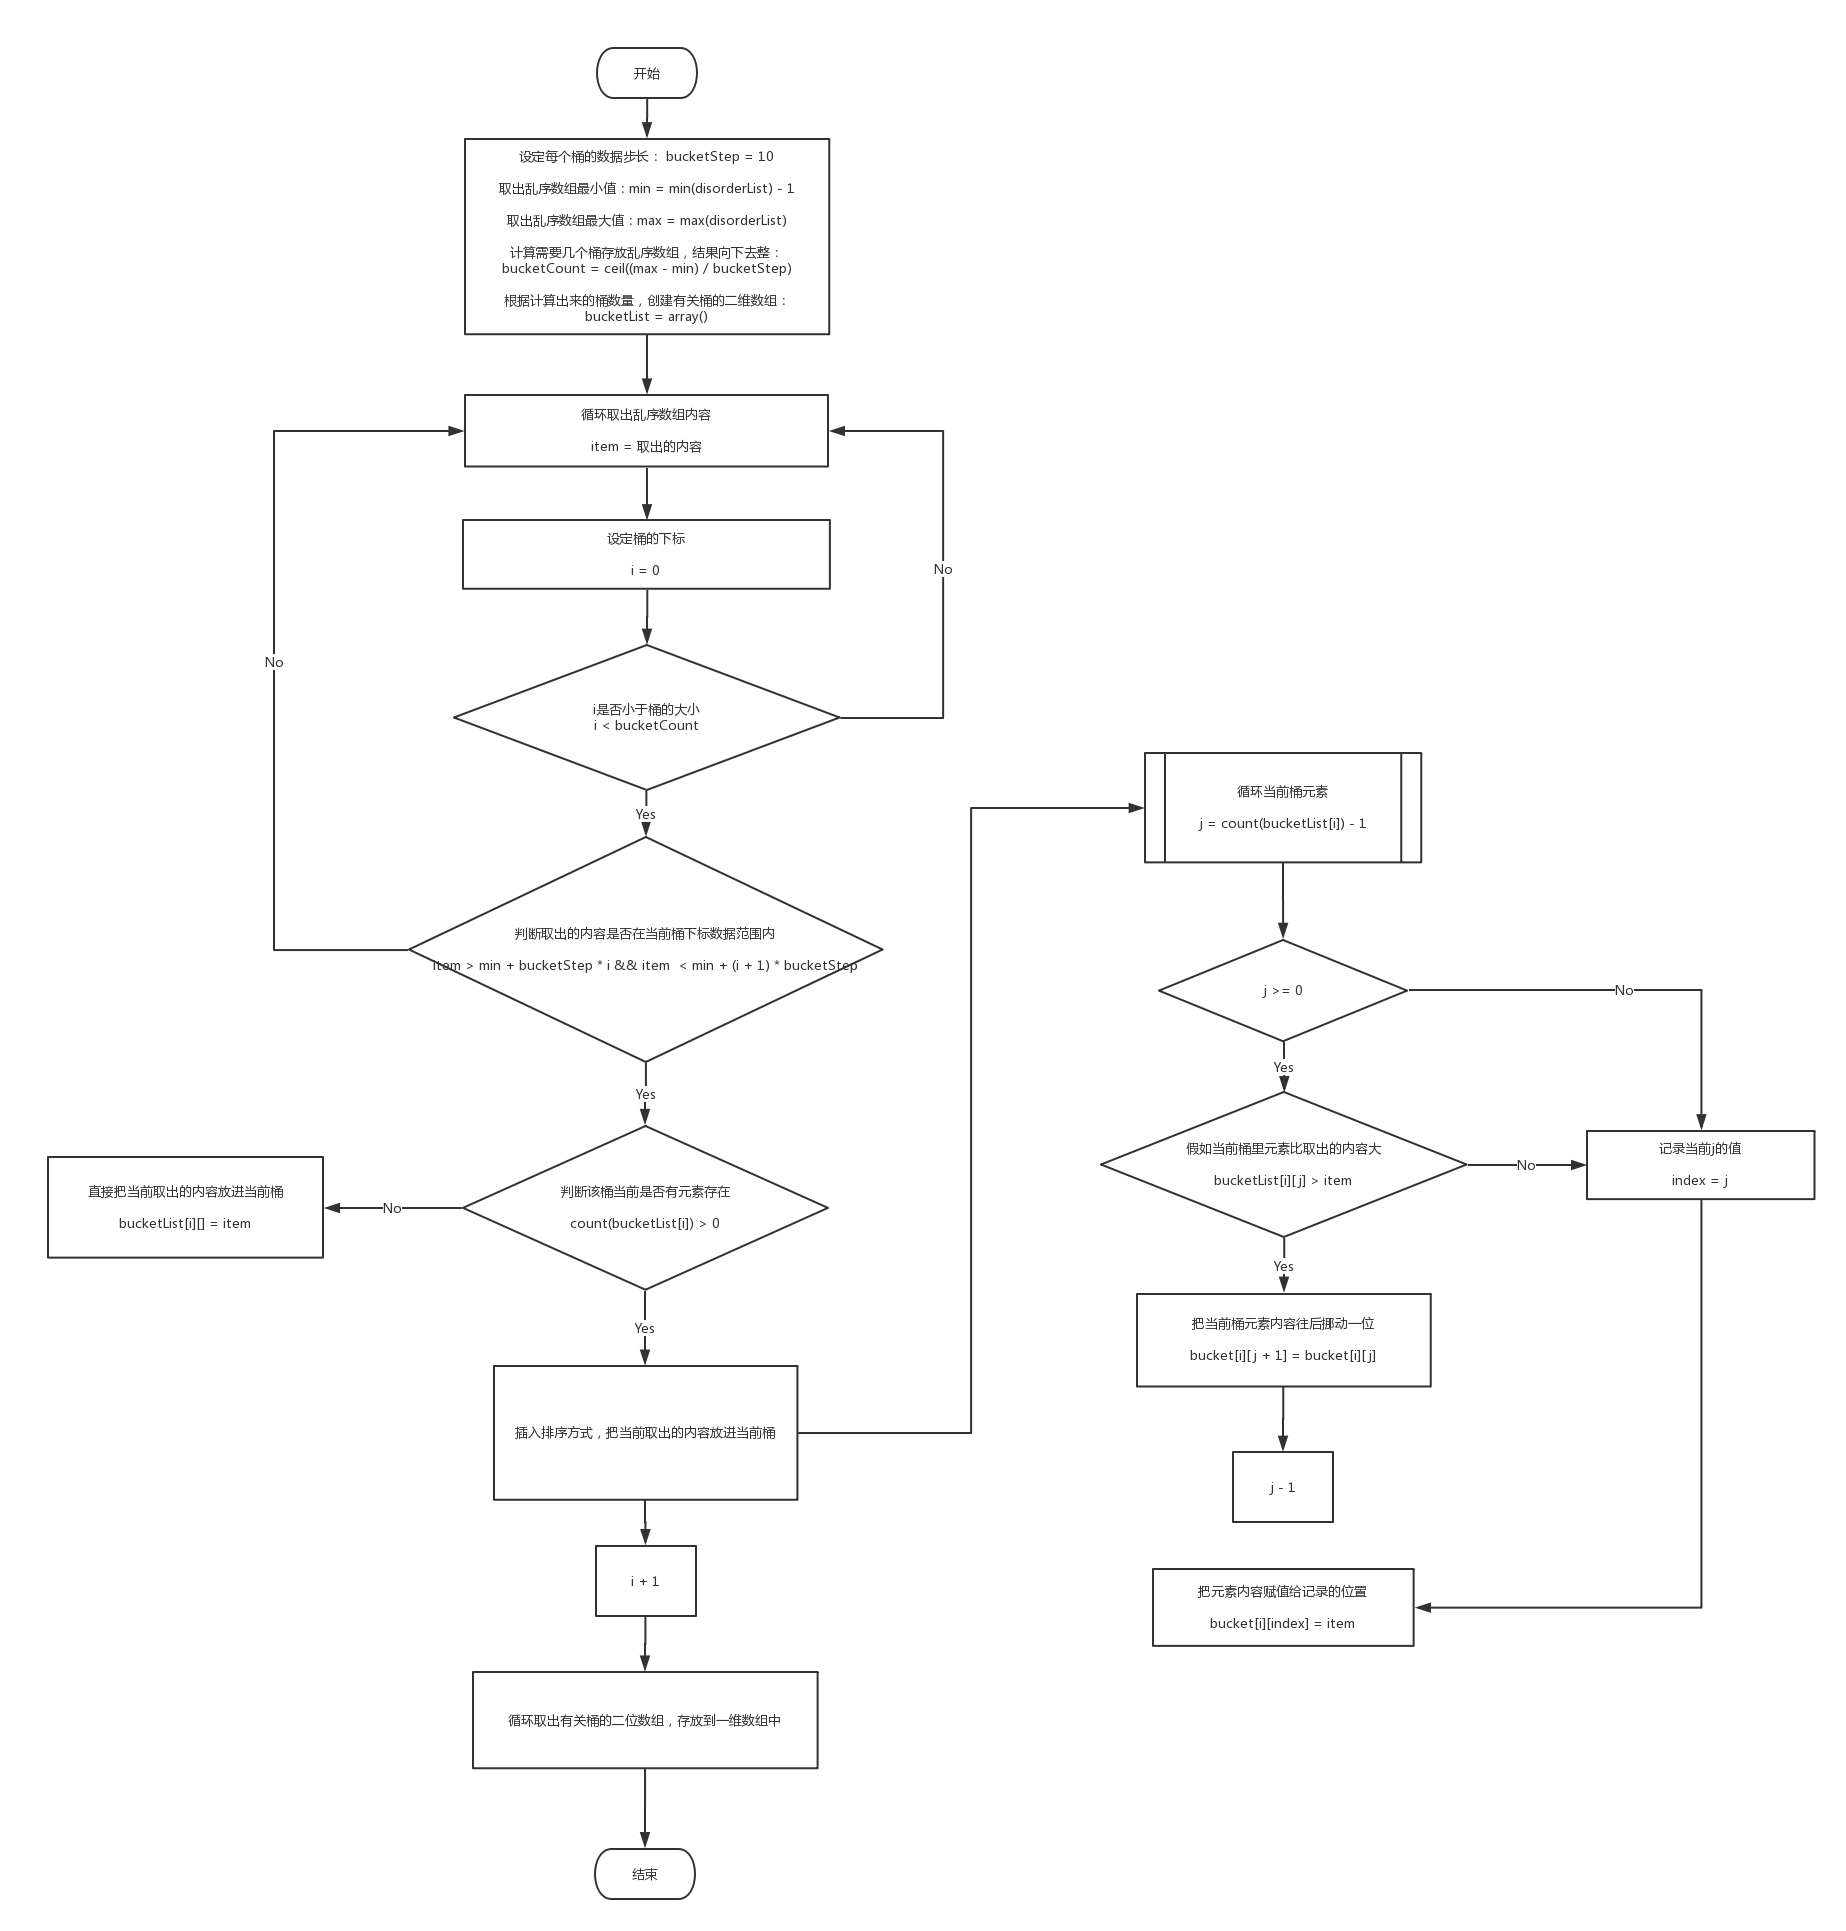 开始
设定每个桶的数据步长： bucketStep = 10
取出乱序数组最小值：min = min(disorderList) - 1
取出乱序数组最大值：max = max(disorderList)
计算需要几个桶存放乱序数组，结果向下去整：
bucketCount = ceil((max - min) / bucketStep)
根据计算出来的桶数量，创建有关桶的二维数组：
bucketList = array()
循环取出乱序数组内容
item = 取出的内容
设定桶的下标
i = 0
No
No
i是否小于桶的大小
i < bucketCount
Yes
判断取出的内容是否在当前桶下标数据范围内
item > min + bucketStep * i && item  < min + (i + 1) * bucketStep
Yes
直接把当前取出的内容放进当前桶
bucketList[i][] = item
No
判断该桶当前是否有元素存在
count(bucketList[i]) > 0
Yes
插入排序方式，把当前取出的内容放进当前桶
i + 1
循环取出有关桶的二位数组，存放到一维数组中
结束
循环当前桶元素
j = count(bucketList[i]) - 1
j >= 0
No
Yes
假如当前桶里元素比取出的内容大
bucketList[i][j] > item
No
记录当前j的值
index = j
Yes
把当前桶元素内容往后挪动一位
bucket[i][j + 1] = bucket[i][j]
j - 1
把元素内容赋值给记录的位置
bucket[i][index] = item